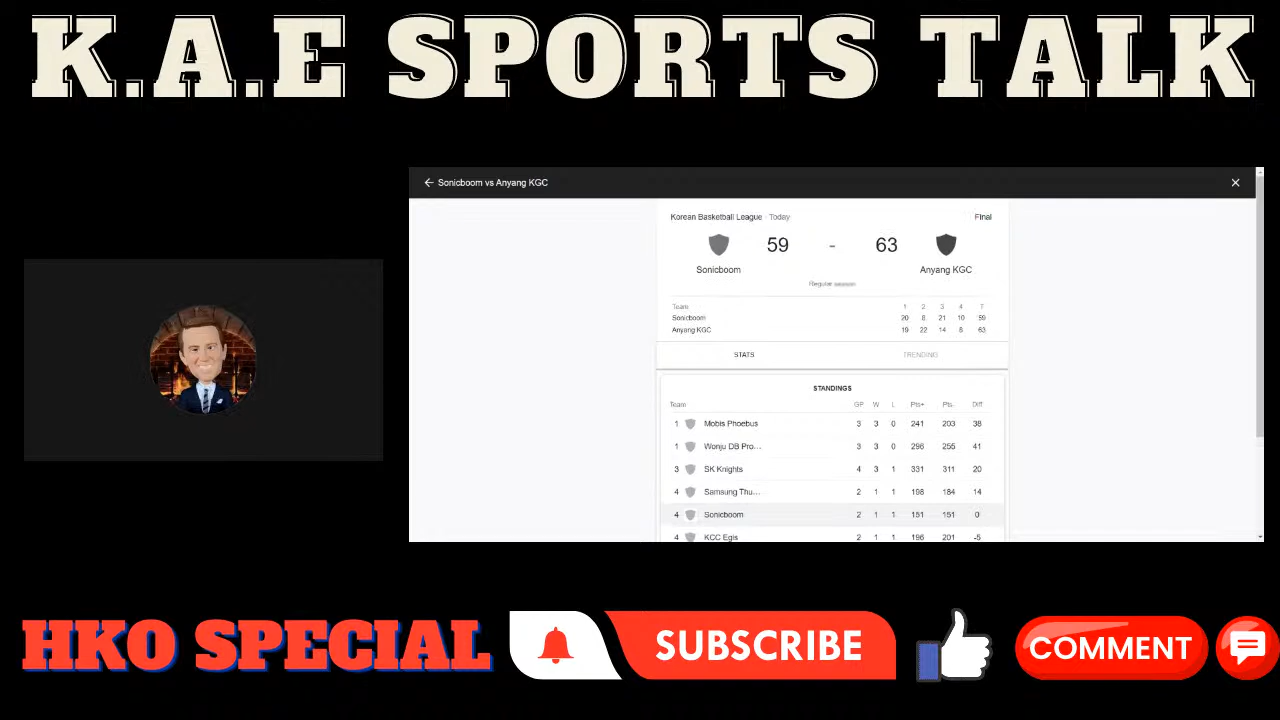 K.A.E SPORTS TALK
Sonicboom vs Anyang KGC
Korean Basketball League · Today Final
59 - 63
Sonicboom Anyang KGC
Regular season
Team 1 2 3 4 T
Sonicboom 20 8 21 10 59
Anyang KGC 19 22 14 8 63
STATS TRENDING
STANDINGS
Team GP W L Pts+ Pts- Diff
1 Mobis Phoebus 3 3 0 241 203 38
1 Wonju DB Pro... 3 3 0 296 255 41
3 SK Knights 4 3 1 331 311 20
4 Samsung Thu... 2 1 1 198 184 14
4 Sonicboom 2 1 1 151 151 0
4 KCC Egis 2 1 1 196 201 -5
HKO SPECIAL SUBSCRIBE COMMENT